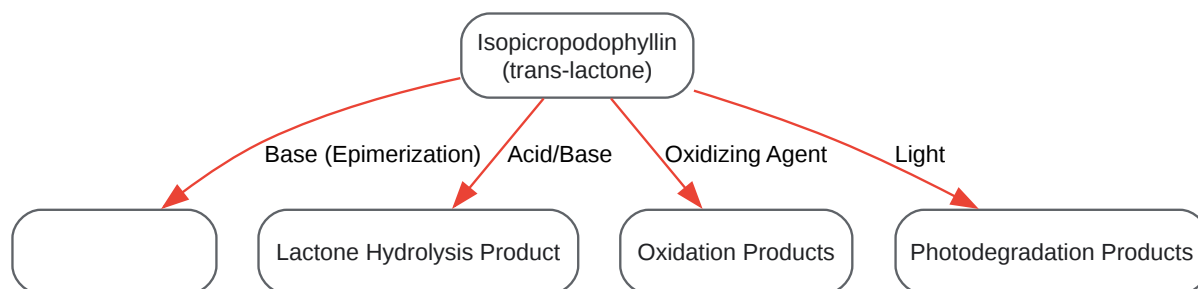 Isopicropodophyllin
(trans-lactone)
Base (Epimerization)
Acid/Base
Oxidizing Agent
Light
Lactone Hydrolysis Product
Oxidation Products
Photodegradation Products